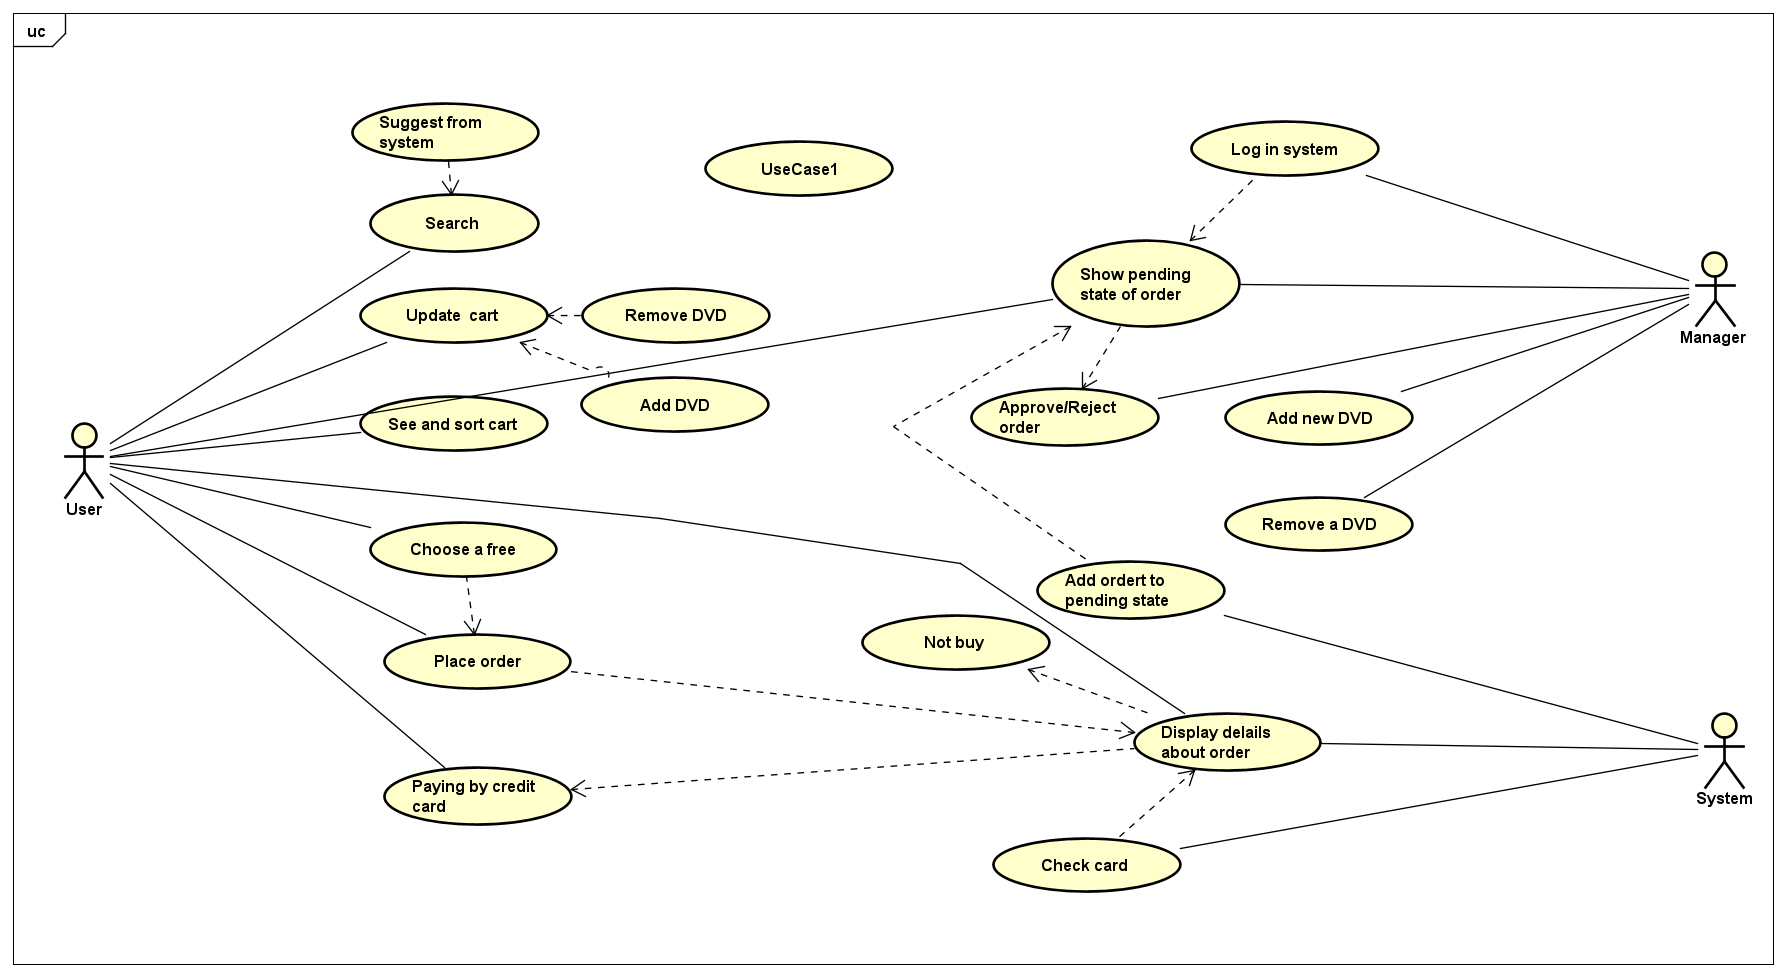 uc
Suggest from
system
Search
UseCase1
Log in system
Show pending
state of order
Update  cart
Remove DVD
Manager
Add DVD
See and sort cart
Approve/Reject
order
Add new DVD
User
Remove a DVD
Choose a free
Add ordert to
pending state
Not buy
Place order
Display delails
about order
Paying by credit
card
System
Check card